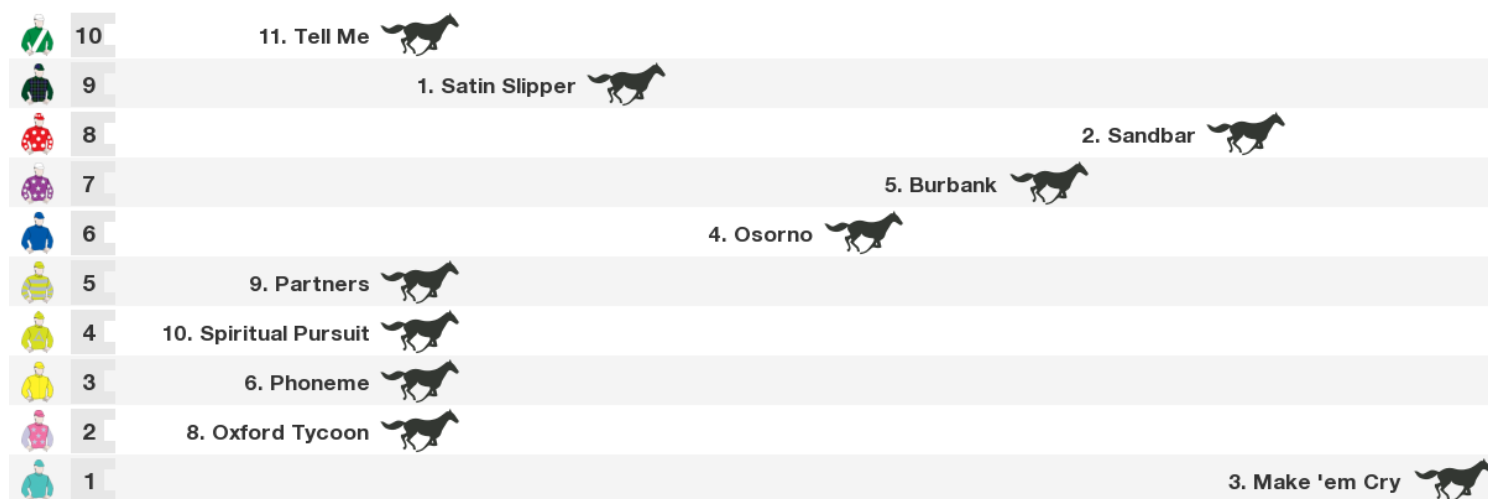 10 11. Tell Me
9 1. Satin Slipper
8 2. Sandbar
7 5. Burbank
6 4. Osorno
5 9. Partners
4 10. Spiritual Pursuit
3 6. Phoneme
2 8. Oxford Tycoon
1 3. Make 'em Cry